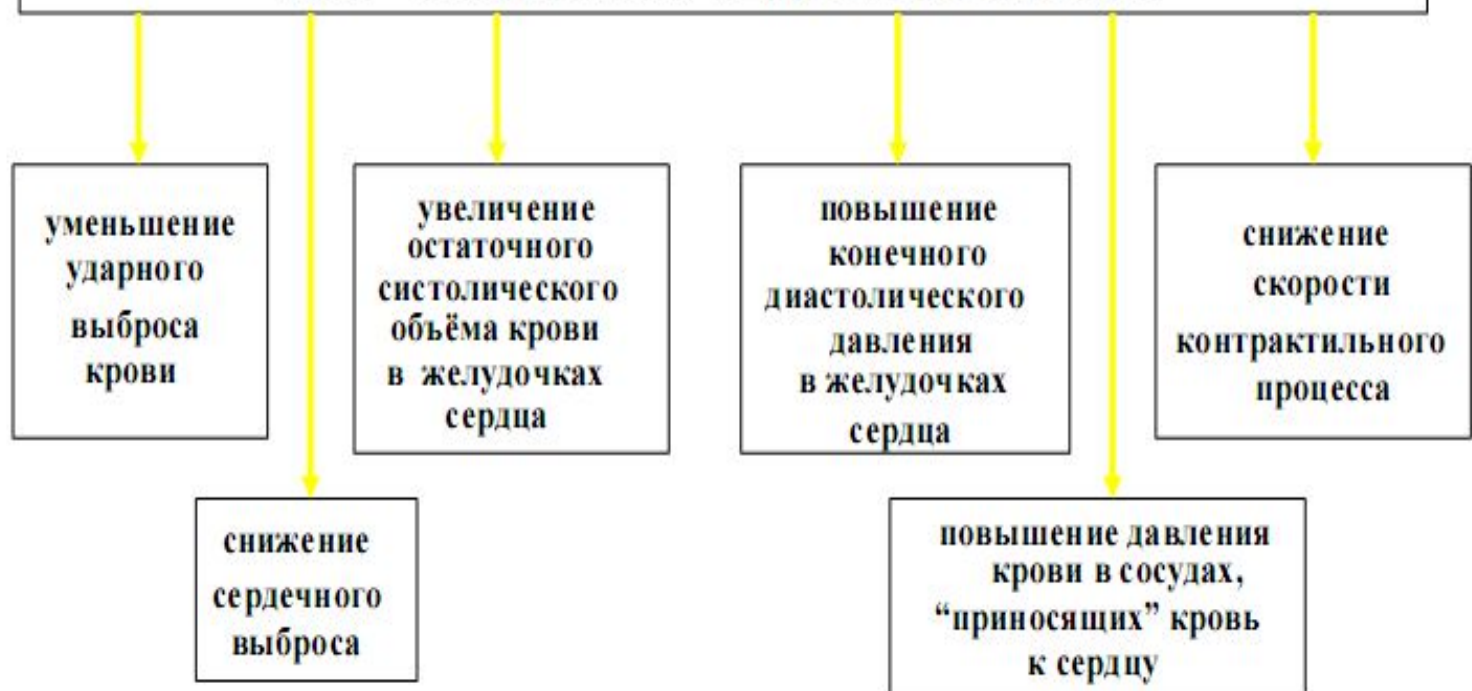 уменьшение
ударного
выброса
крови
увеличение
остаточного
систолического
объёма крови
в желудочках
сердца
повышение
конечного
диастолического
давления
в желудочках
сердца
снижение
скорости
контрактильного
процесса
снижение
сердечного
выброса
повышение давления
крови в сосудах,
“приносящих” кровь
к сердцу